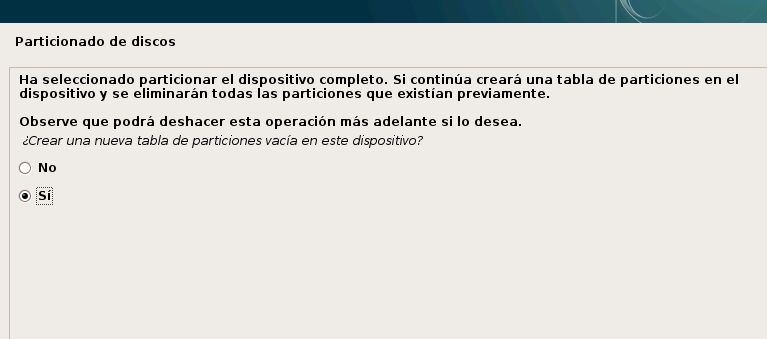 Particionado de discos
Ha seleccionado particionar el dispositivo completo. Si continúa creará una tabla de particiones en el
dispositivo y se eliminarán todas las particiones que existían previamente.
Observe que podrá deshacer esta operación más adelante si lo desea.
¿Crear una nueva tabla de particiones vacía en este dispositivo?
No
Sí